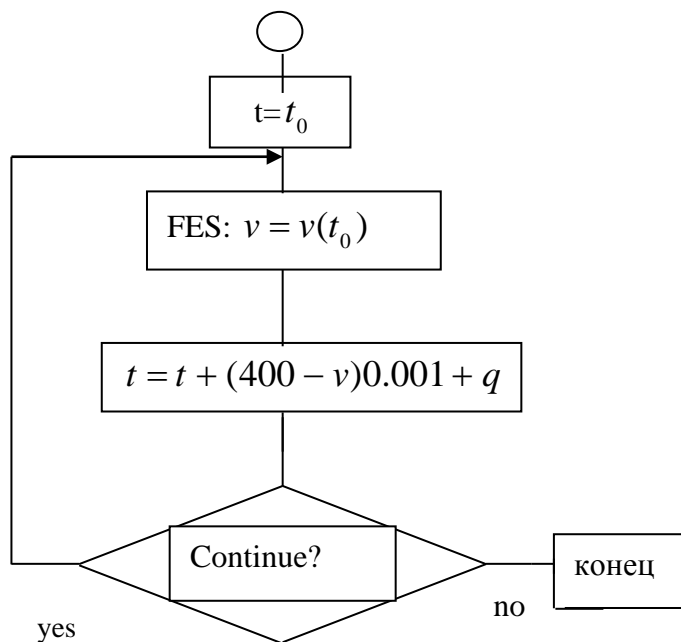 t=t₀
FES: v = v(t₀)
t = t + (400 − v)0.001 + q
Continue?
конец
no
yes